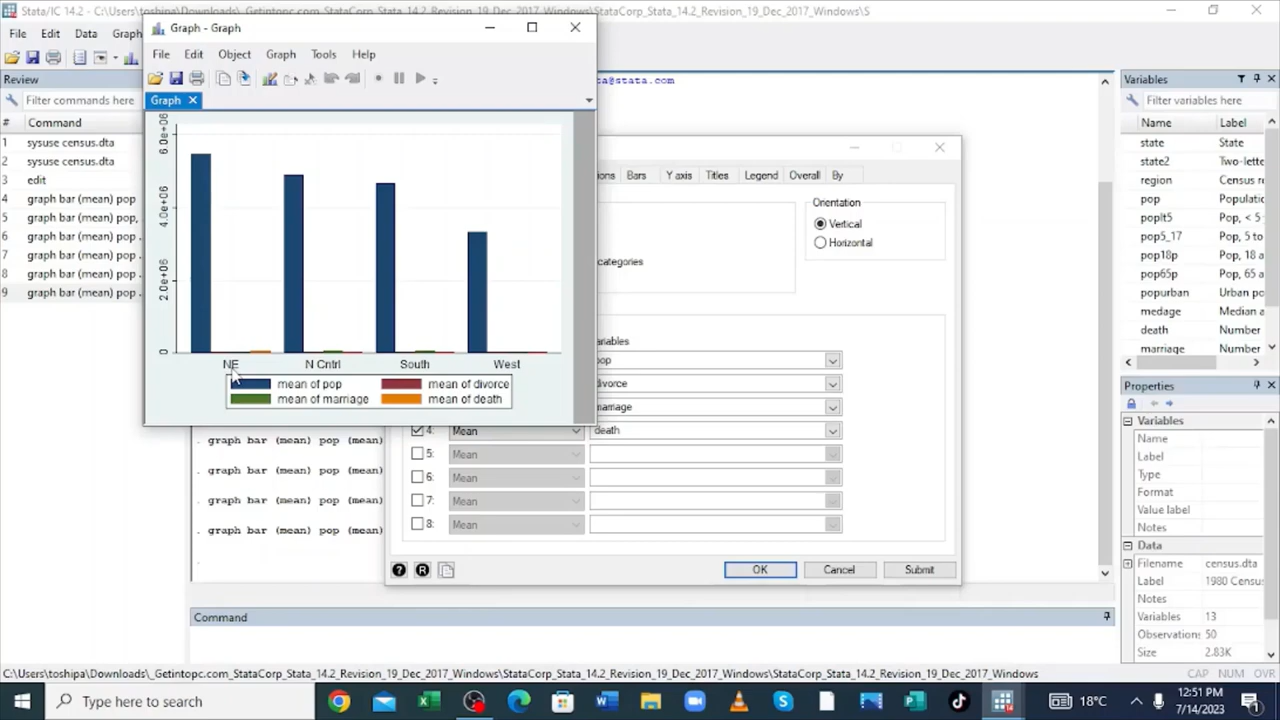 Stata/IC 14.2 - C:\Users\toshipa\Downloads\_Getintopc.com_StataCorp_Stata_14.2_Revision_19_Dec_2017_Windows\S
File Edit Data Graph
Graph - Graph
File Edit Object Graph Tools Help
Graph
Review
Filter commands here
# Command
1 sysuse census.dta
2 sysuse census.dta
3 edit
4 graph bar (mean) pop
5 graph bar (mean) pop,
6 graph bar (mean) pop .
7 graph bar (mean) pop,
8 graph bar (mean) pop .
9 graph bar (mean) pop .
6.0e+06
4.0e+06
2.0e+06
0
NE N Cntrl South West
mean of pop mean of divorce
mean of marriage mean of death
a@stata.com
Bars Y axis Titles Legend Overall By
Orientation
Vertical
Horizontal
categories
pop
divorce
marriage
4: Mean death
5: Mean
6: Mean
7: Mean
8: Mean
OK Cancel Submit
. graph bar (mean) pop (mean)
. graph bar (mean) pop (mean)
. graph bar (mean) pop (mean)
. graph bar (mean) pop (mean)
.
Command
Variables
Filter variables here
Name Label
state State
state2 Two-lette
region Census r
pop Populatio
poplt5 Pop, < 5
pop5_17 Pop, 5 to
pop18p Pop, 18 a
pop65p Pop, 65 a
popurban Urban po
medage Median a
death Number
marriage Number
Properties
Variables
Name
Label
Type
Format
Value label
Notes
Data
Filename census.dta
Label 1980 Censu
Notes
Variables 13
Observations 50
Size 2.83K
C:\Users\toshipa\Downloads\_Getintopc.com_StataCorp_Stata_14.2_Revision_19_Dec_2017_Windows\StataCorp_Stata_14.2_Revision_19_Dec_2017_Windows
CAP NUM OVR
Type here to search
18°C
12:51 PM
7/14/2023